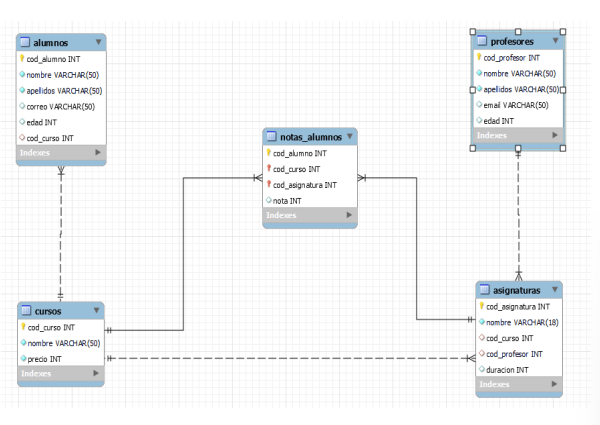 alumnos
cod_alumno INT
nombre VARCHAR(50)
apellidos VARCHAR(50)
correo VARCHAR(50)
edad INT
cod_curso INT
Indexes
profesores
cod_profesor INT
nombre VARCHAR(50)
apellidos VARCHAR(50)
email VARCHAR(50)
edad INT
Indexes
notas_alumnos
cod_alumno INT
cod_curso INT
cod_asignatura INT
nota INT
Indexes
cursos
cod_curso INT
nombre VARCHAR(50)
precio INT
Indexes
asignaturas
cod_asignatura INT
nombre VARCHAR(18)
cod_curso INT
cod_profesor INT
duracion INT
Indexes